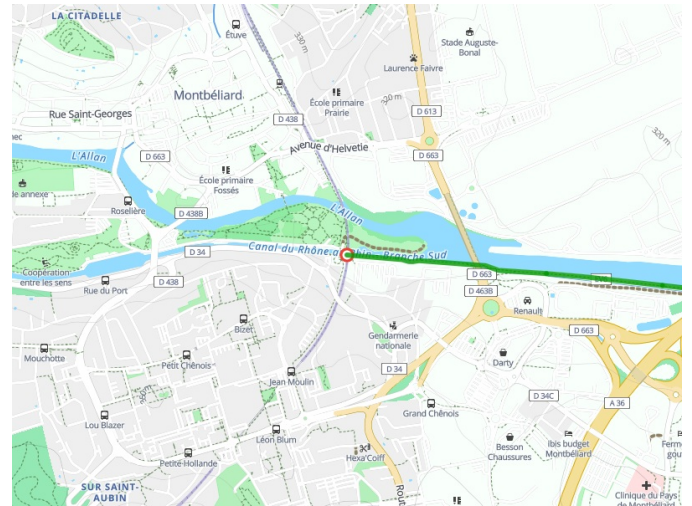 LA CITADELLE
Étuve
330 m
Stade Auguste-
Bonal
Laurence Faivre
Montbéliard
École primaire
Prairie
320 m
Rue Saint-Georges
D 438
D 613
320 m
Avenue d'Helvetie
L'Allan
D 663
D 663
École primaire
Fossés
de annexe
Roselière
D 438B
L'Allan
D 34
Canal du Rhône
Branche Sud
Coopération
entre les sens
D 438
Rue du Port
D 663
D 463B
Renault
Bizet
Gendarmerie
nationale
D 663
Mouchotte
Petit Chênois
Darty
D 34
Jean Moulin
D 34C
A 36
Lou Blazer
Grand Chênois
Léon Blum
Besson
Chaussures
Ibis budget
Montbéliard
Petite-Hollande
Hexa'Coiff
SUR SAINT-
AUBIN
Clinique du Pays
de Montbéliard